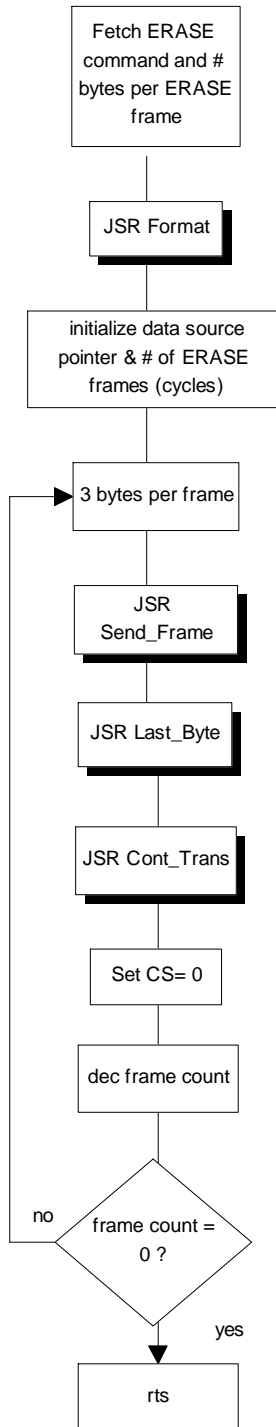 Fetch ERASE
command and #
bytes per ERASE
frame
JSR Format
initialize data source
pointer & # of ERASE
frames (cycles)
3 bytes per frame
JSR
Send_Frame
JSR Last_Byte
JSR Cont_Trans
Set CS= 0
dec frame count
no
frame count =
0 ?
yes
rts